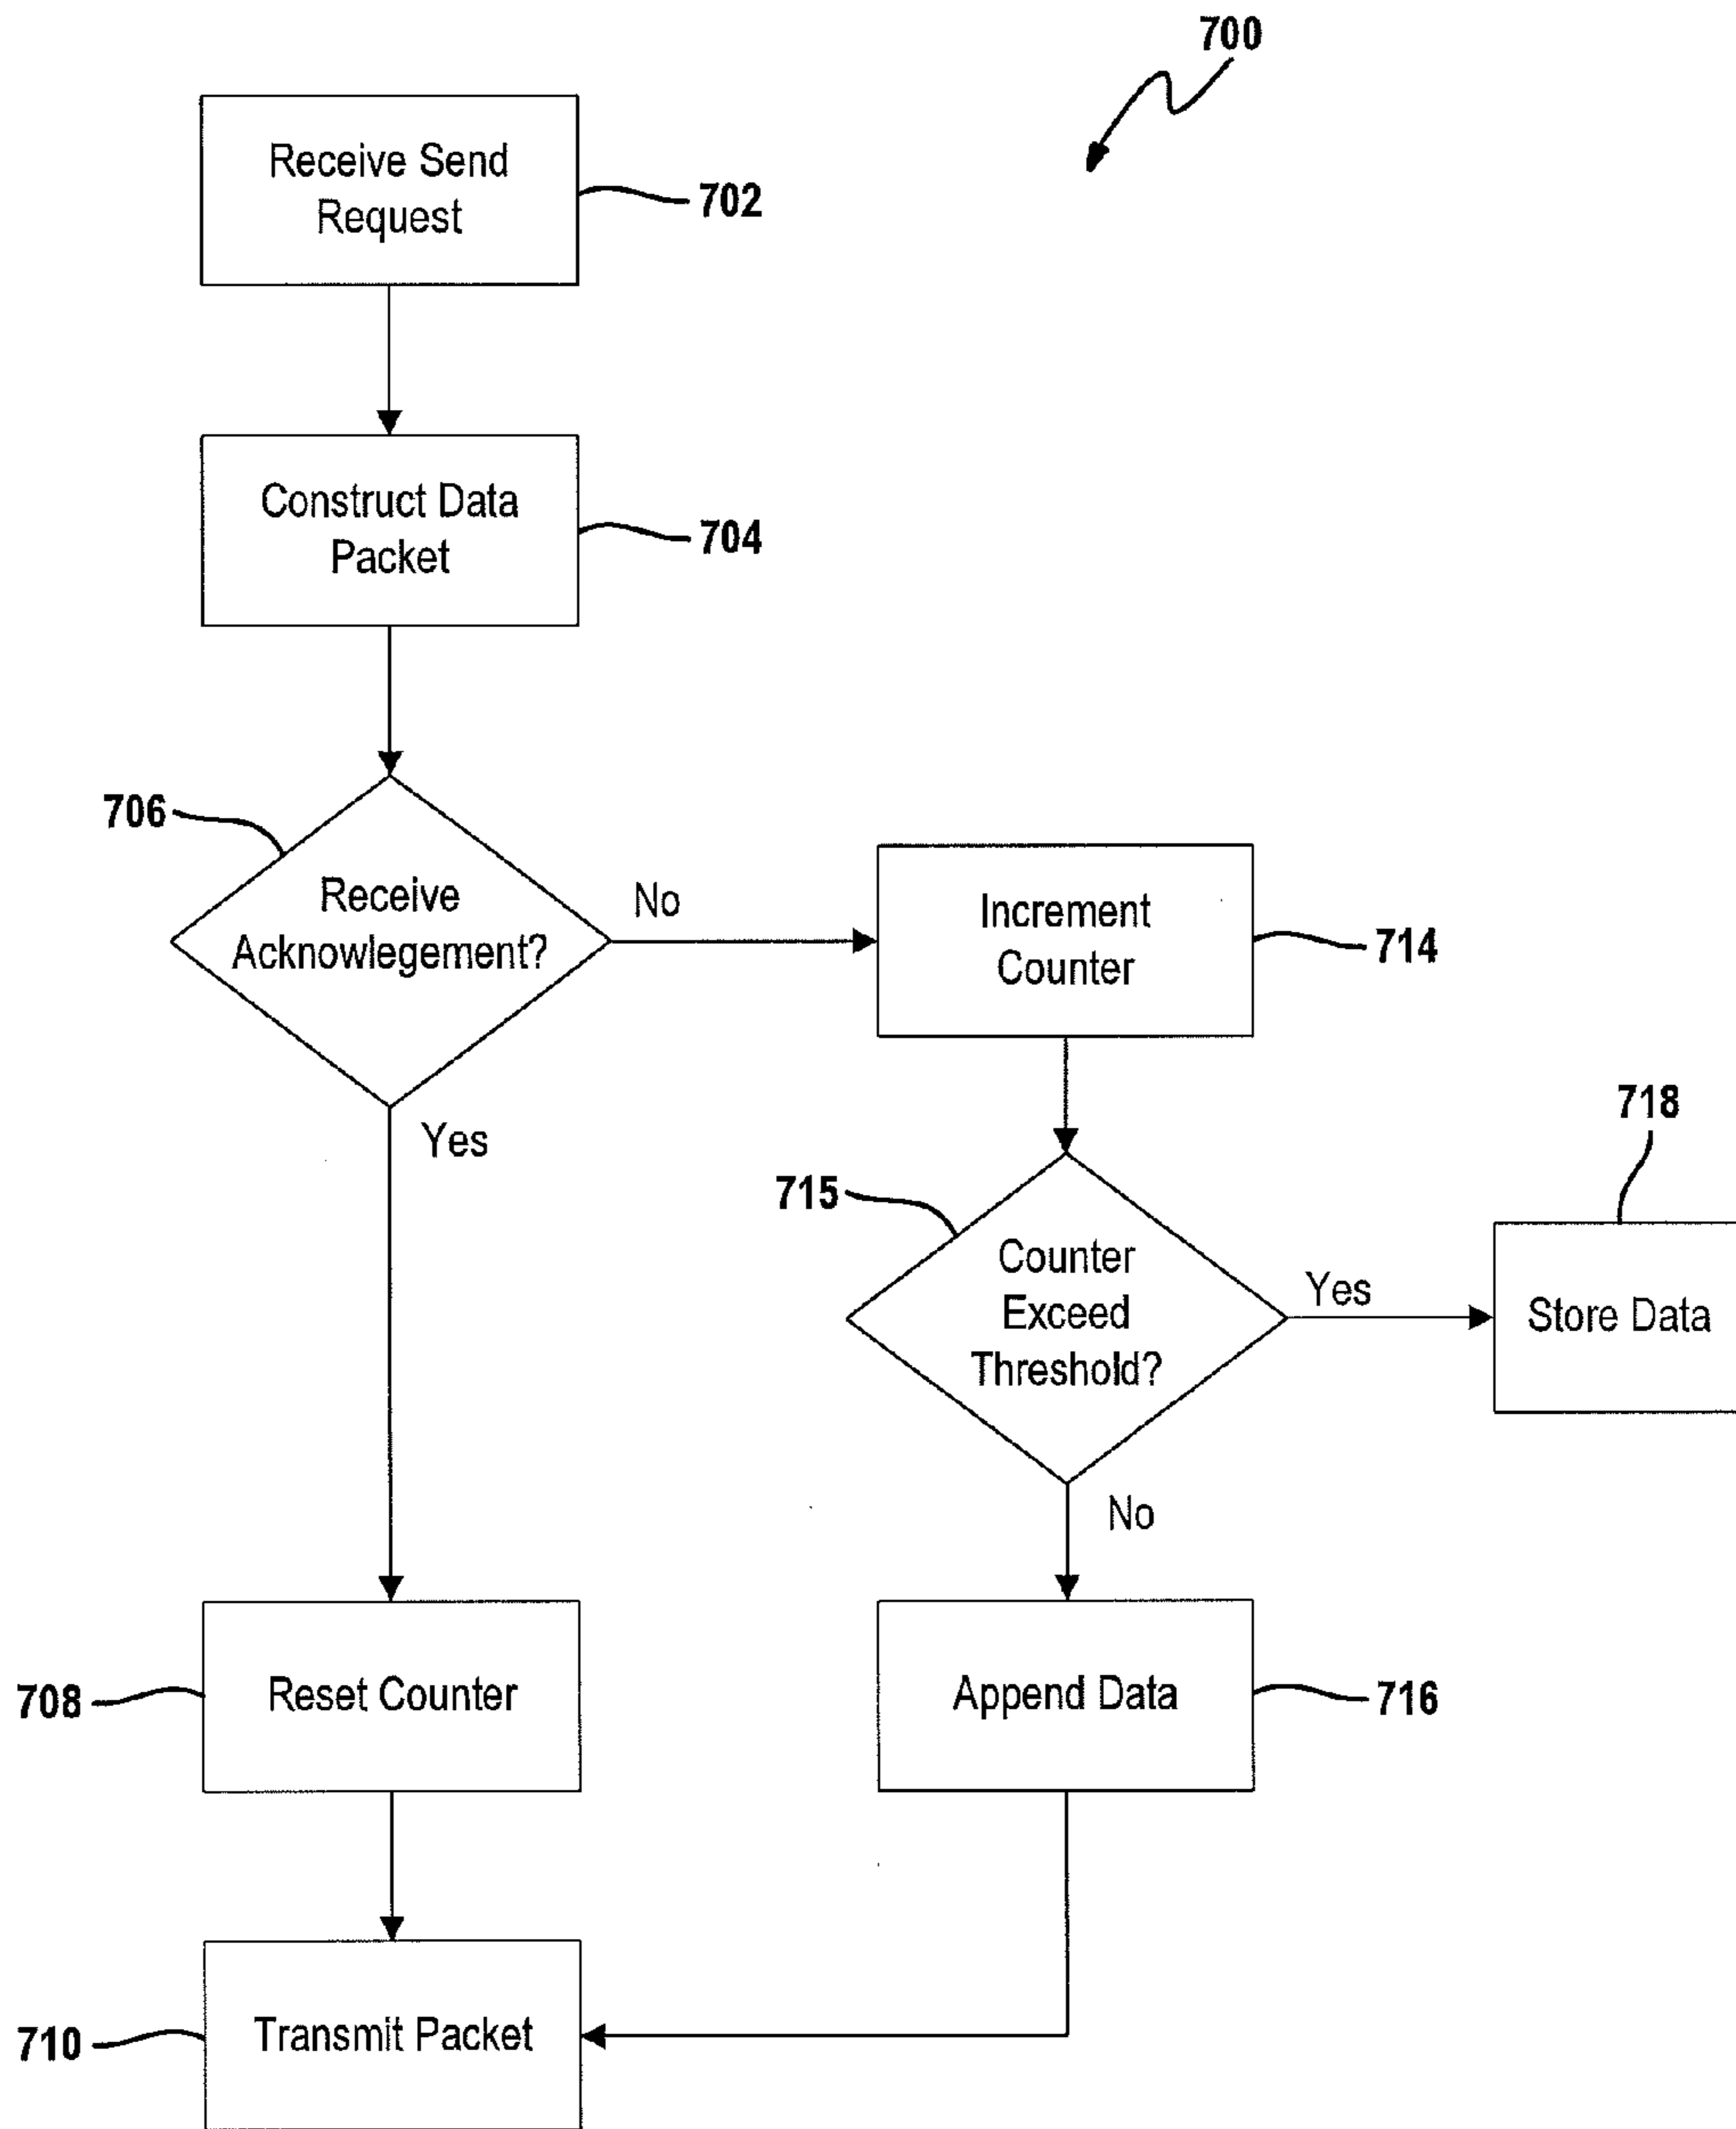 700
Receive Send
Request
702
Construct Data
Packet
704
706
Receive
Acknowlegement?
No
Yes
Increment
Counter
714
715
Counter
Exceed
Threshold?
Yes
No
718
Store Data
708
Reset Counter
Append Data
716
710
Transmit Packet